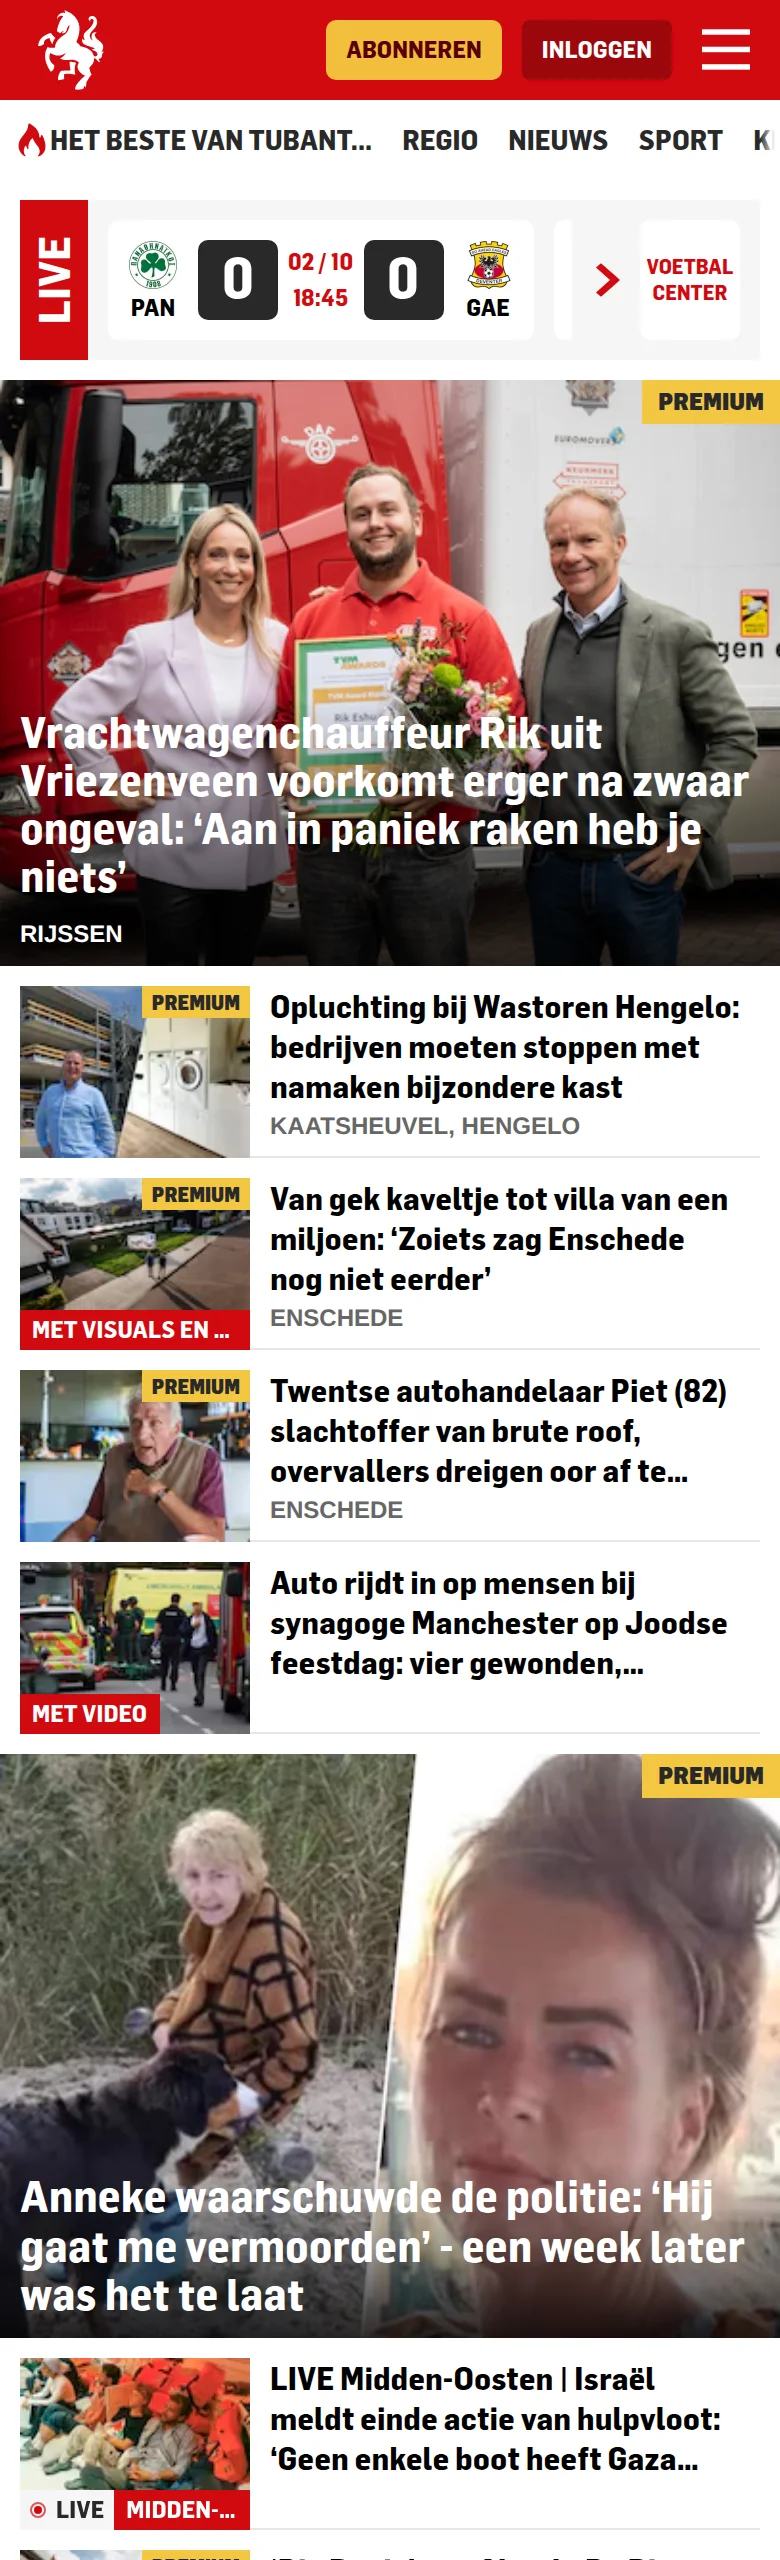 ABONNEREN
INLOGGEN
HET BESTE VAN TUBANT...
REGIO
NIEUWS
SPORT
LIVE
PAN
0
02 / 10
18:45
0
GAE
VOETBAL
CENTER
PREMIUM
DAF
EUROMOVERS
TVM
AWARDS
Rik
gen
Vrachtwagenchauffeur Rik uit
Vriezenveen voorkomt erger na zwaar
ongeval: ‘Aan in paniek raken heb je
niets’
RIJSSEN
PREMIUM
Opluchting bij Wastoren Hengelo:
bedrijven moeten stoppen met
namaken bijzondere kast
KAATSHEUVEL, HENGELO
PREMIUM
MET VISUALS EN ...
Van gek kaveltje tot villa van een
miljoen: ‘Zoiets zag Enschede
nog niet eerder’
ENSCHEDE
PREMIUM
Twentse autohandelaar Piet (82)
slachtoffer van brute roof,
overvallers dreigen oor af te...
ENSCHEDE
MET VIDEO
Auto rijdt in op mensen bij
synagoge Manchester op Joodse
feestdag: vier gewonden,...
PREMIUM
Anneke waarschuwde de politie: ‘Hij
gaat me vermoorden’ - een week later
was het te laat
LIVE
MIDDEN-...
LIVE Midden-Oosten | Israël
meldt einde actie van hulpvloot:
‘Geen enkele boot heeft Gaza...